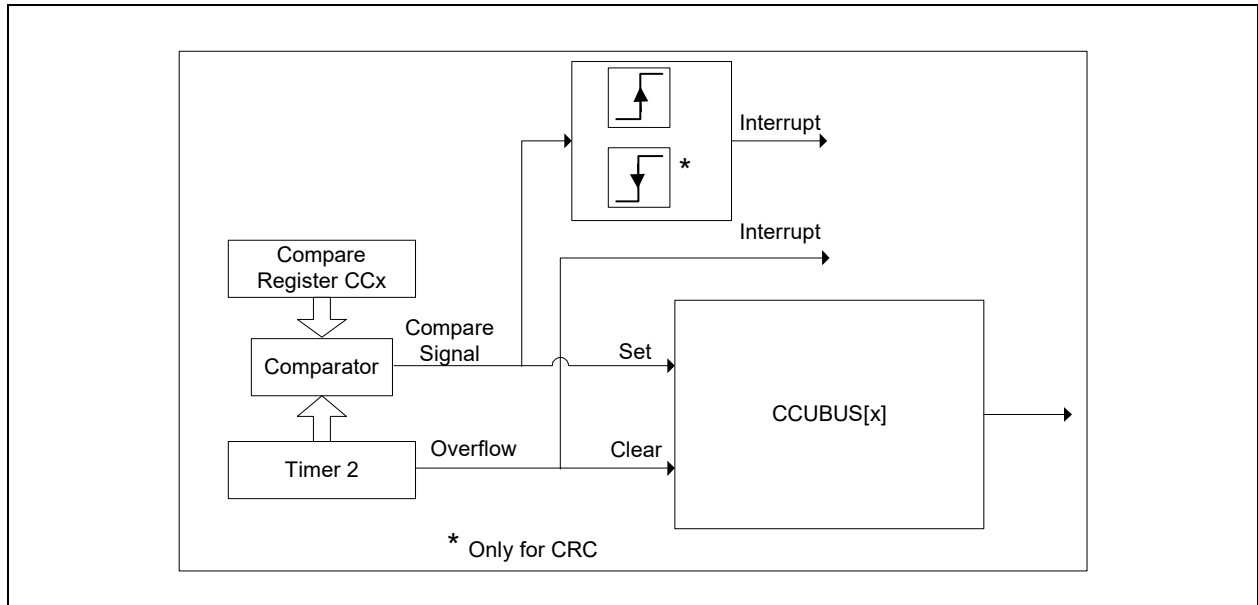 Interrupt
*
Interrupt
Compare
Register CCx
Compare
Signal
Set
Comparator
CCUBUS[x]
Overflow
Clear
Timer 2
* Only for CRC